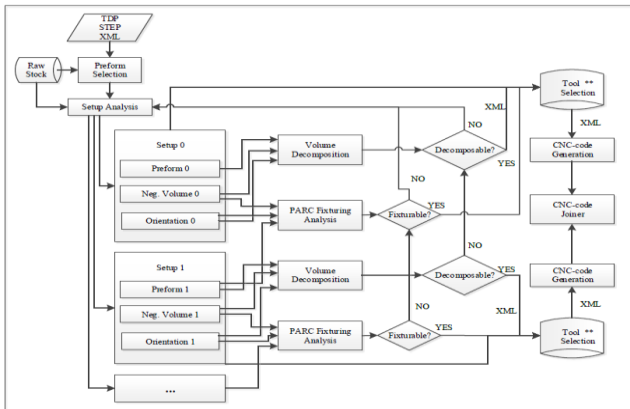 TDP
STEP
XML
Raw
Stock
Preform
Selection
Setup Analysis
Setup 0
Preform 0
Neg. Volume 0
Orientation 0
Volume
Decomposition
PARC Fixturing
Analysis
Decomposable?
Fixturable?
NO
XML
YES
NO
YES
Tool **
Selection
XML
CNC-code
Generation
CNC-code
Joiner
Setup 1
Preform 1
Neg. Volume 1
Orientation 1
Volume
Decomposition
PARC Fixturing
Analysis
Decomposable?
Fixturable?
NO
NO
YES
XML
YES
CNC-code
Generation
XML
Tool **
Selection
...